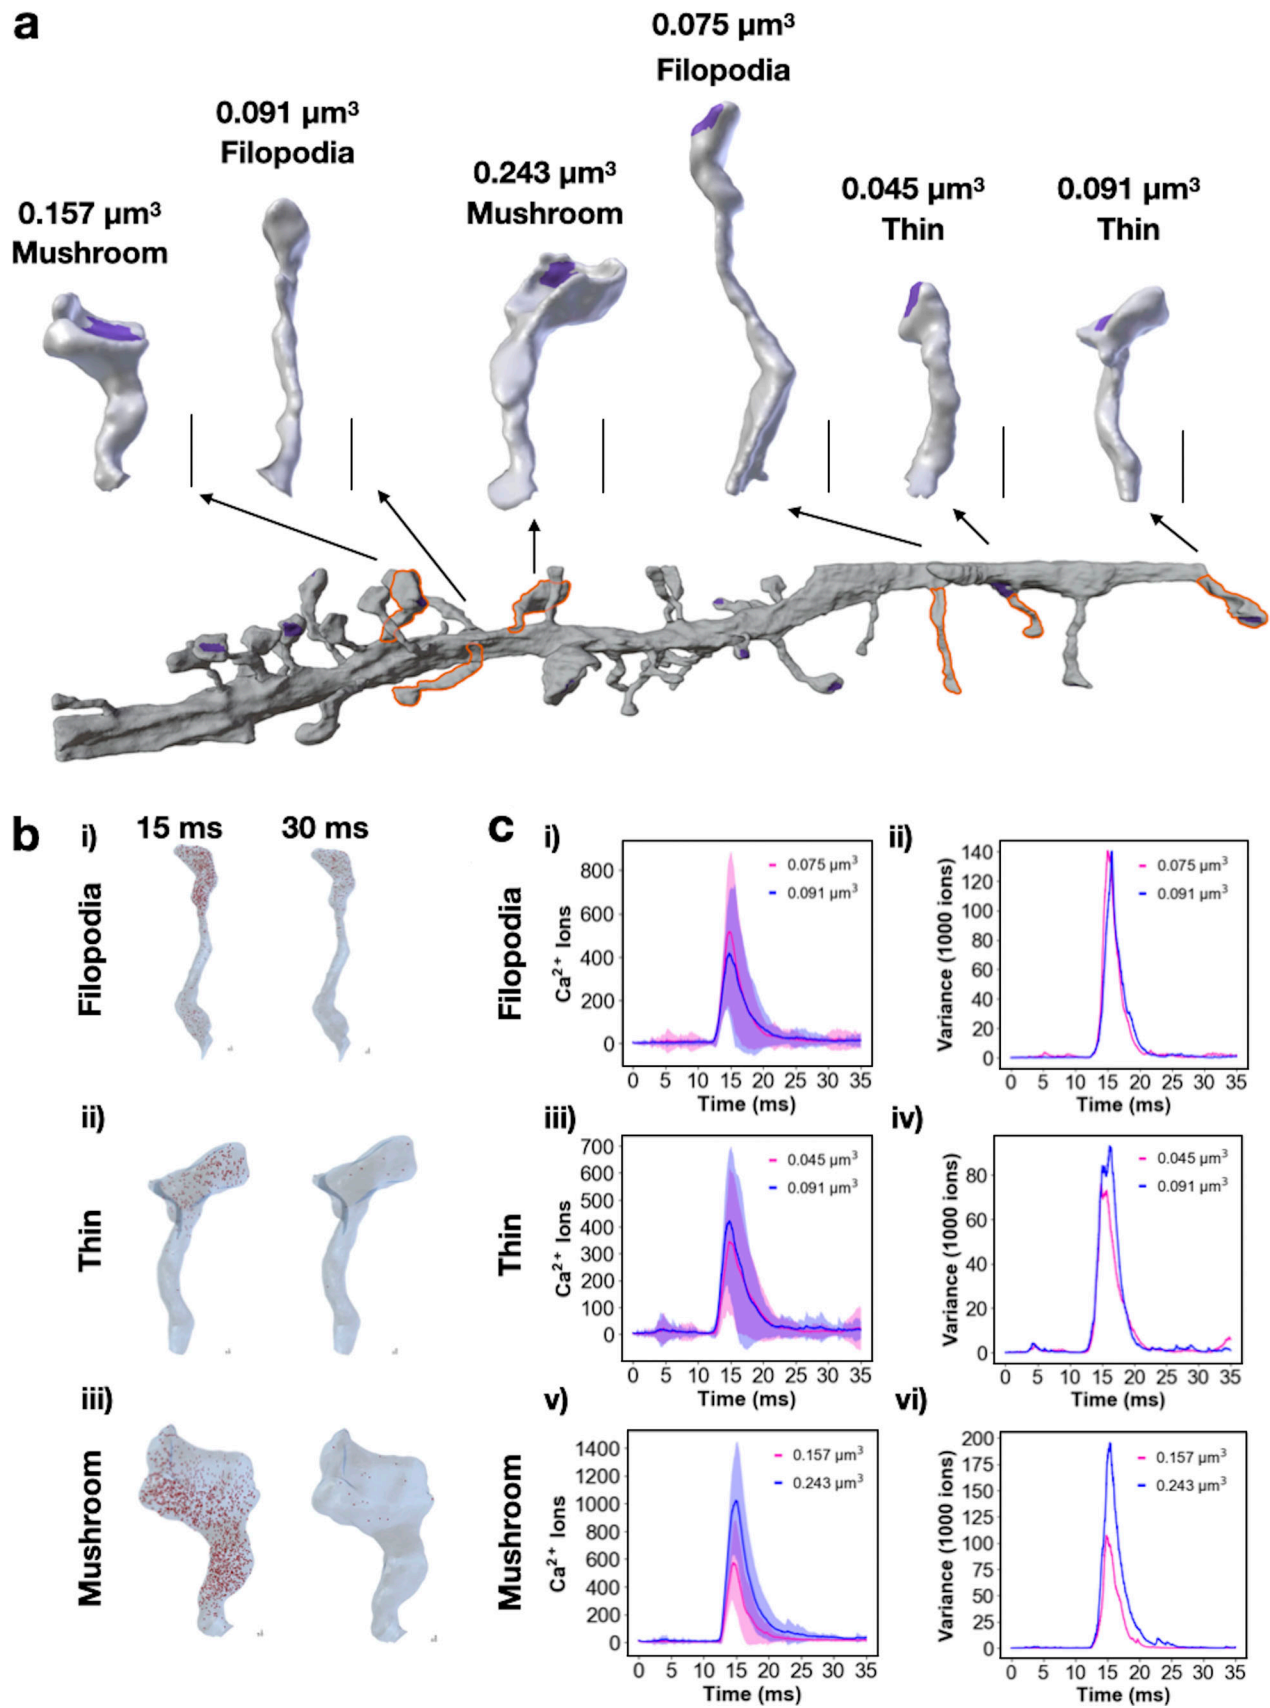 a
0.075 µm³
Filopodia
0.091 µm³
Filopodia
0.243 µm³
Mushroom
0.045 µm³
Thin
0.091 µm³
Thin
0.157 µm³
Mushroom
b
i)
15 ms
30 ms
Filopodia
ii)
Thin
iii)
Mushroom
c
i)
Filopodia
Ca²⁺ Ions
800
600
400
200
0
0.075 µm³
0.091 µm³
0 5 10 15 20 25 30 35
Time (ms)
ii)
Variance (1000 ions)
140
120
100
80
60
40
20
0
0.075 µm³
0.091 µm³
0 5 10 15 20 25 30 35
Time (ms)
iii)
Thin
Ca²⁺ Ions
700
600
500
400
300
200
100
0
0.045 µm³
0.091 µm³
0 5 10 15 20 25 30 35
Time (ms)
iv)
Variance (1000 ions)
80
60
40
20
0
0.045 µm³
0.091 µm³
0 5 10 15 20 25 30 35
Time (ms)
v)
Mushroom
Ca²⁺ Ions
1400
1200
1000
800
600
400
200
0
0.157 µm³
0.243 µm³
0 5 10 15 20 25 30 35
Time (ms)
vi)
Variance (1000 ions)
200
175
150
125
100
75
50
25
0
0.157 µm³
0.243 µm³
0 5 10 15 20 25 30 35
Time (ms)